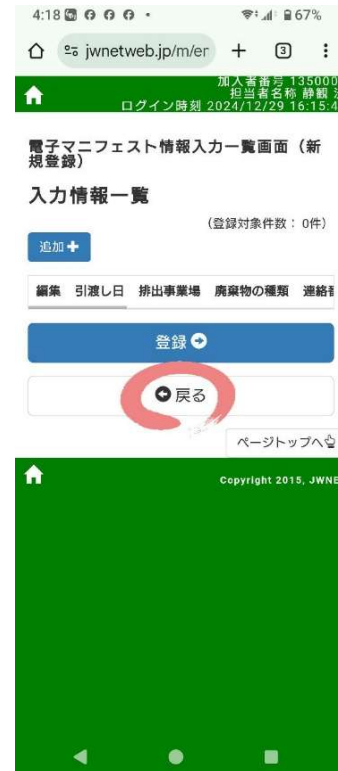 4:18 67%
jwnetweb.jp/m/er 3
加入者番号 135000
担当者名称 静観
ログイン時刻 2024/12/29 16:15:4
電子マニフェスト情報入力一覧画面（新
規登録）
入力情報一覧
（登録対象件数： 0件）
追加
編集 引渡し日 排出事業場 廃棄物の種類 連絡
登録
戻る
ページトップへ
Copyright 2015, JWNE